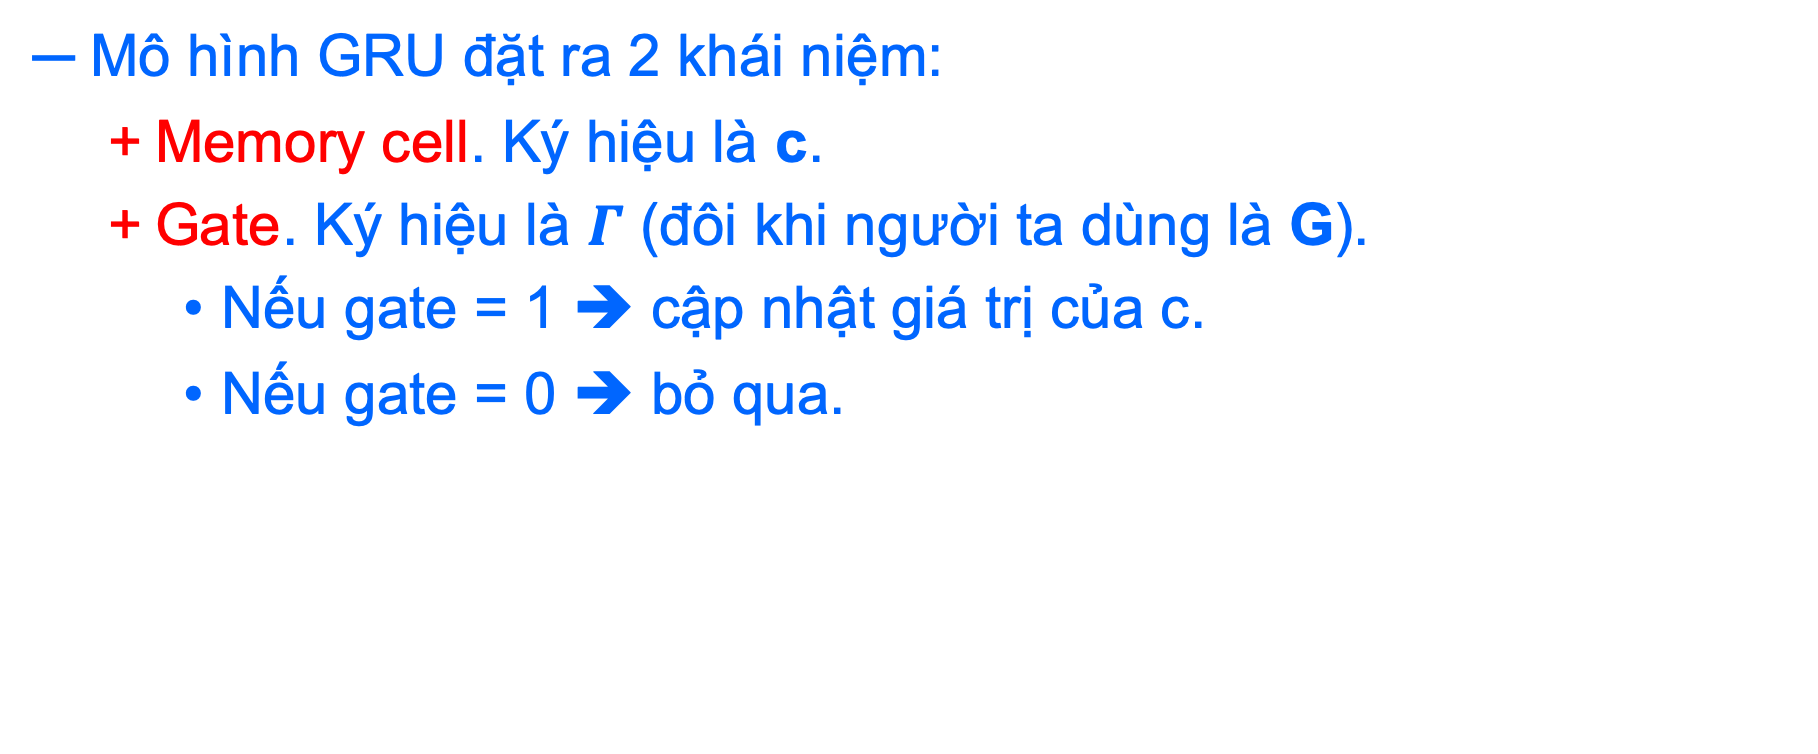 — Mô hình GRU đặt ra 2 khái niệm:
+ Memory cell. Ký hiệu là c.
+ Gate. Ký hiệu là Γ (đôi khi người ta dùng là G).
• Nếu gate = 1 ➔ cập nhật giá trị của c.
• Nếu gate = 0 ➔ bỏ qua.